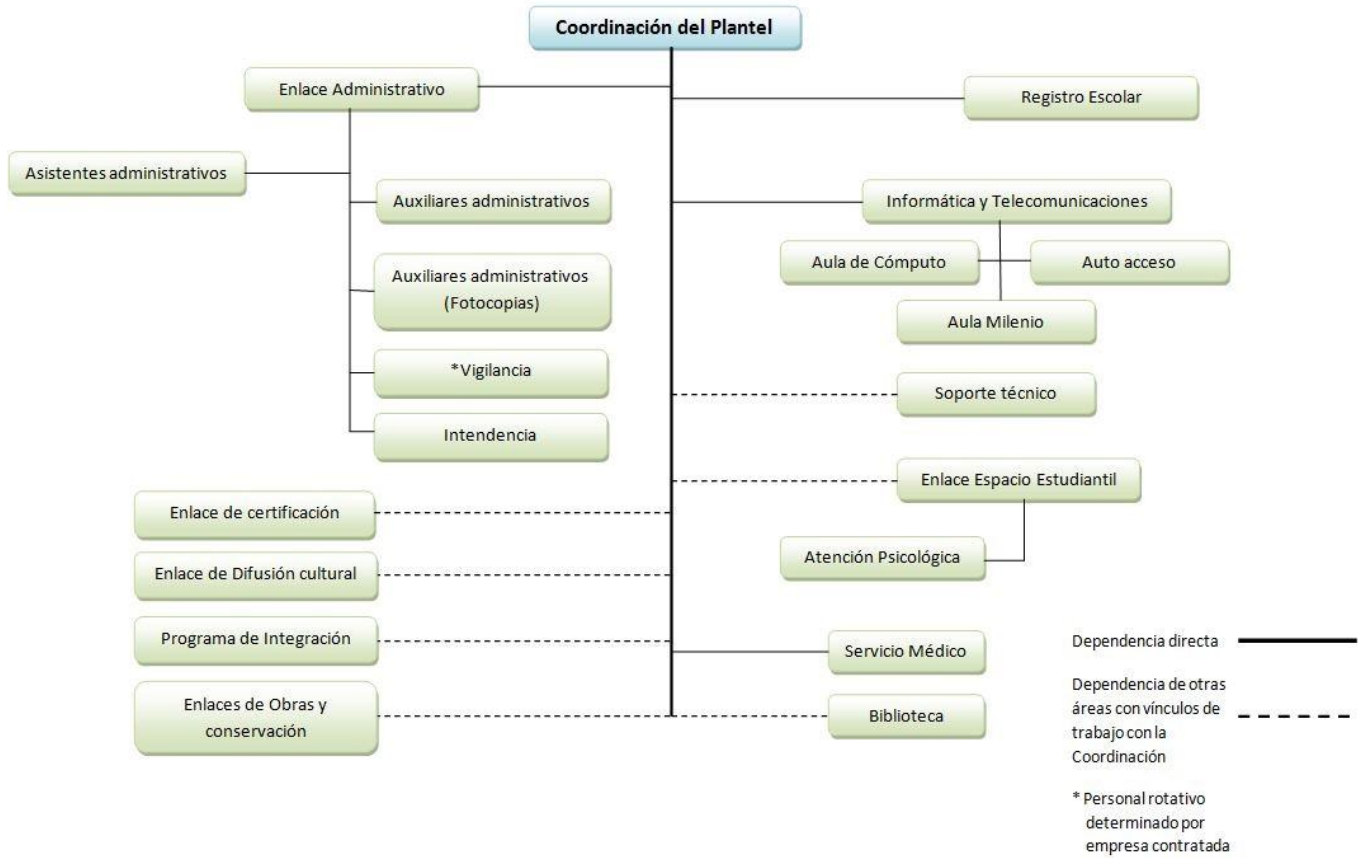 Coordinación del Plantel
Enlace Administrativo
Registro Escolar
Asistentes administrativos
Auxiliares administrativos
Informática y Telecomunicaciones
Aula de Cómputo
Auto acceso
Auxiliares administrativos
(Fotocopias)
Aula Milenio
*Vigilancia
Soporte técnico
Intendencia
Enlace Espacio Estudiantil
Enlace de certificación
Atención Psicológica
Enlace de Difusión cultural
Programa de Integración
Servicio Médico
Enlaces de Obras y
conservación
Biblioteca
Dependencia directa
Dependencia de otras
áreas con vínculos de
trabajo con la
Coordinación
* Personal rotativo
determinado por
empresa contratada